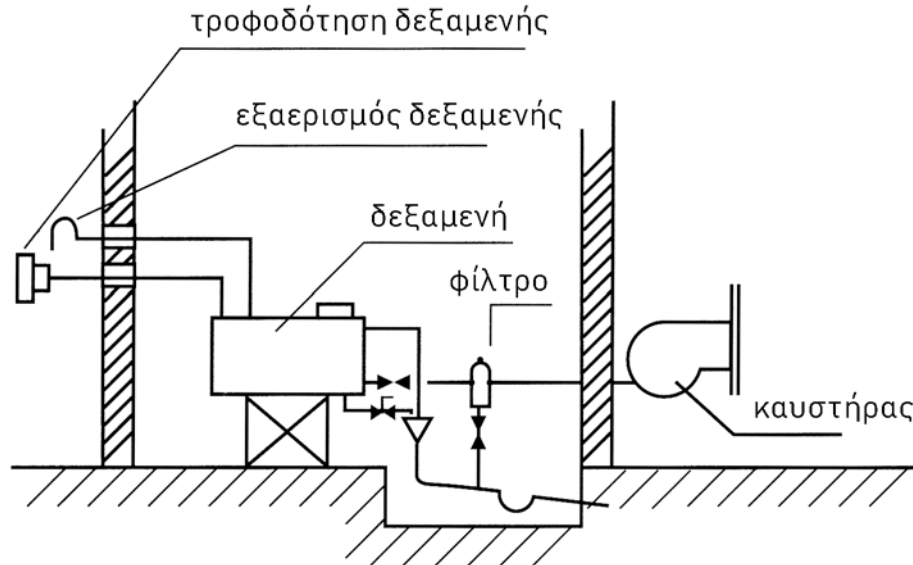 τροφοδότηση δεξαμενής
εξαερισμός δεξαμενής
δεξαμενή
φίλτρο
καυστήρας